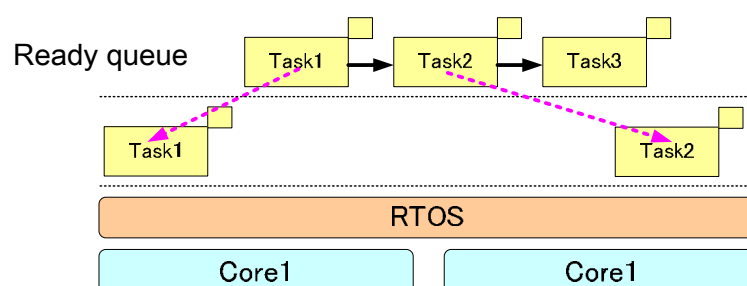 Ready queue
Task1
Task2
Task3
Task1
Task2
RTOS
Core1
Core1